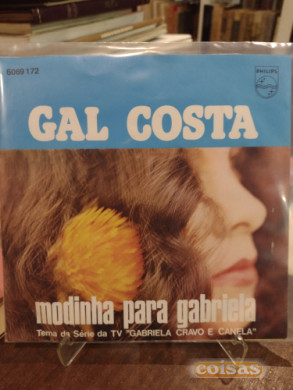 6069 172
PHILIPS
GAL COSTA
modinha para gabriela
Tema da Série da TV "GABRIELA CRAVO E CANELA"
coisas